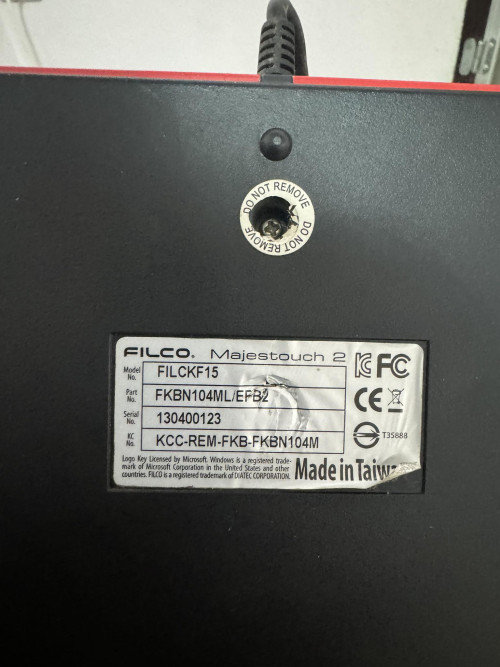 DO NOT REMOVE
DO NOT REMOVE
FILCO. Majestouch 2
Model No. FILCKF15
Part No. FKBN104ML/EFB2
Serial No. 130400123
KC No. KCC-REM-FKB-FKBN104M
FC
CE
T35888
Logo Key Licensed by Microsoft. Windows is a registered trade-
mark of Microsoft Corporation in the United States and other
countries. FILCO is a registered trademark of DIATEC CORPORATION.
Made in